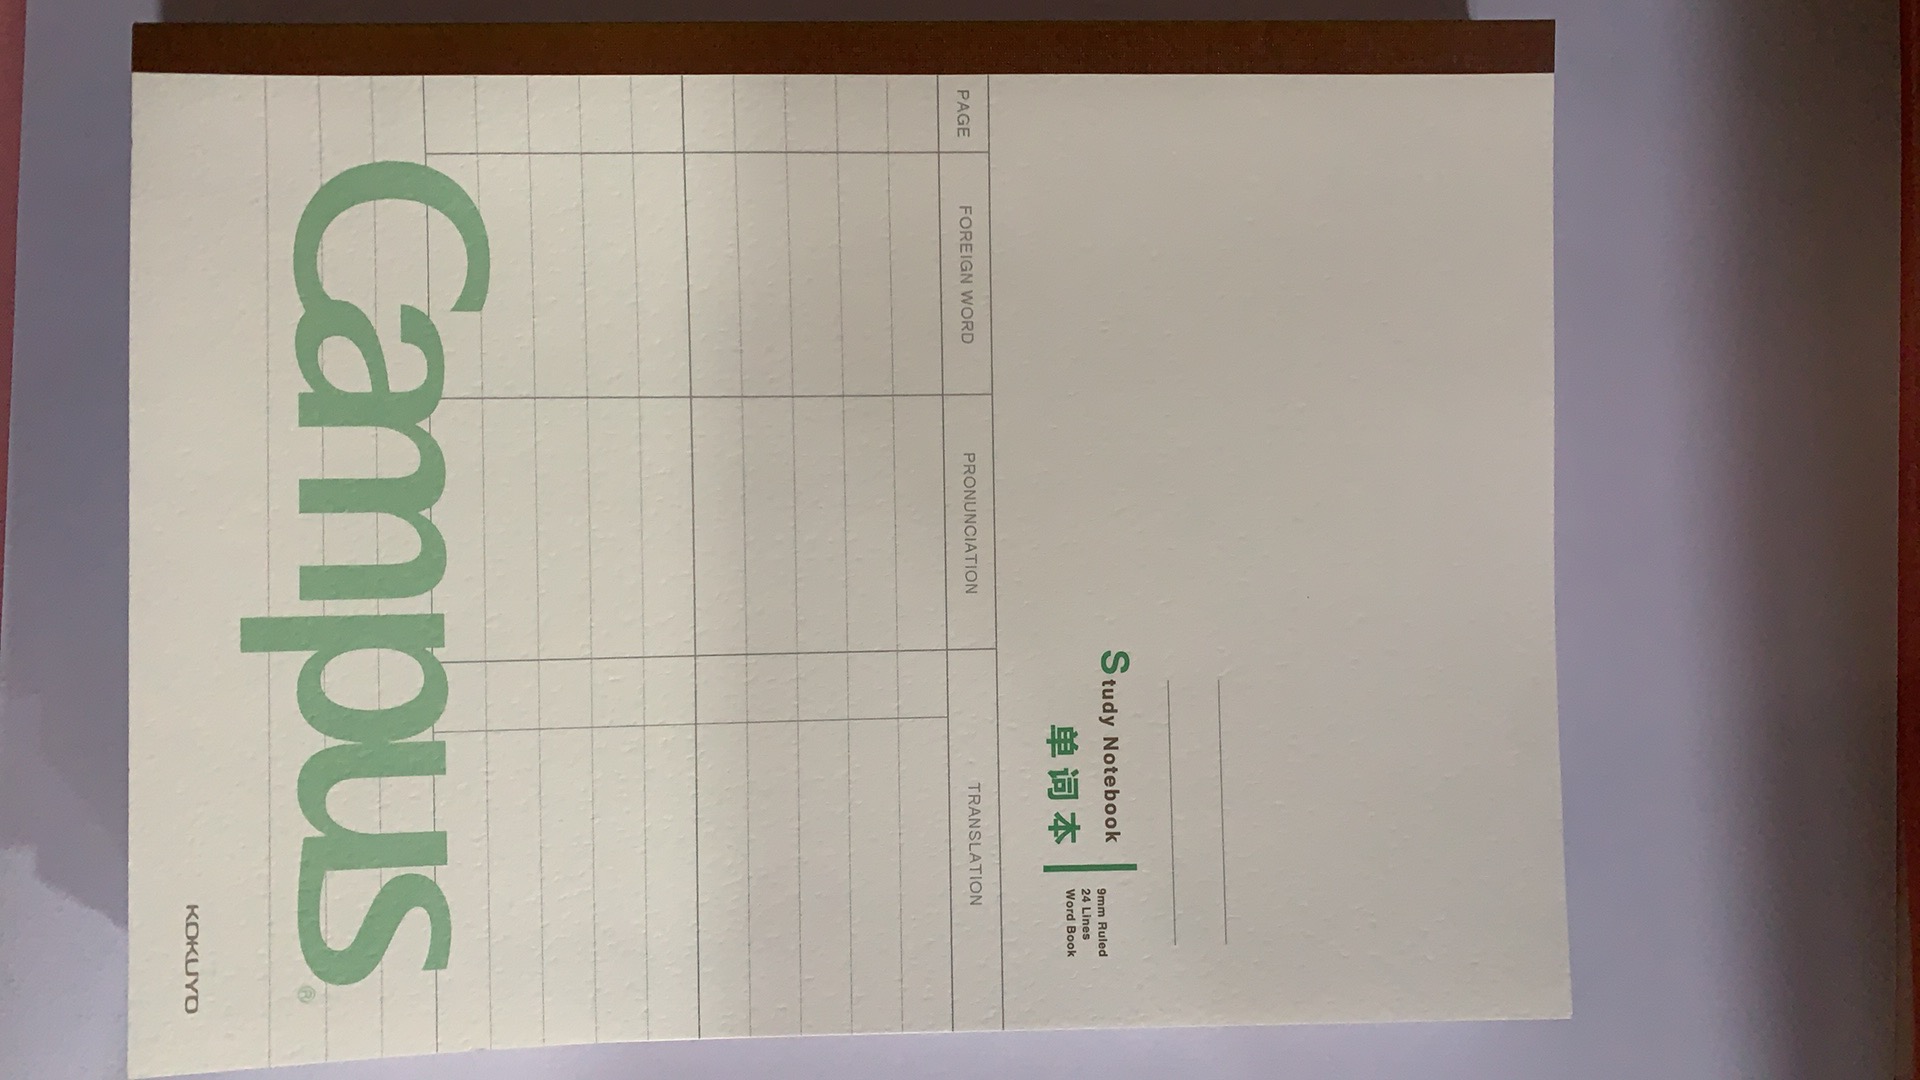 Study Notebook
单词本
9mm Ruled
24 Lines
Word Book
PAGE FOREIGN WORD PRONUNCIATION TRANSLATION
Campus®
KOKUYO